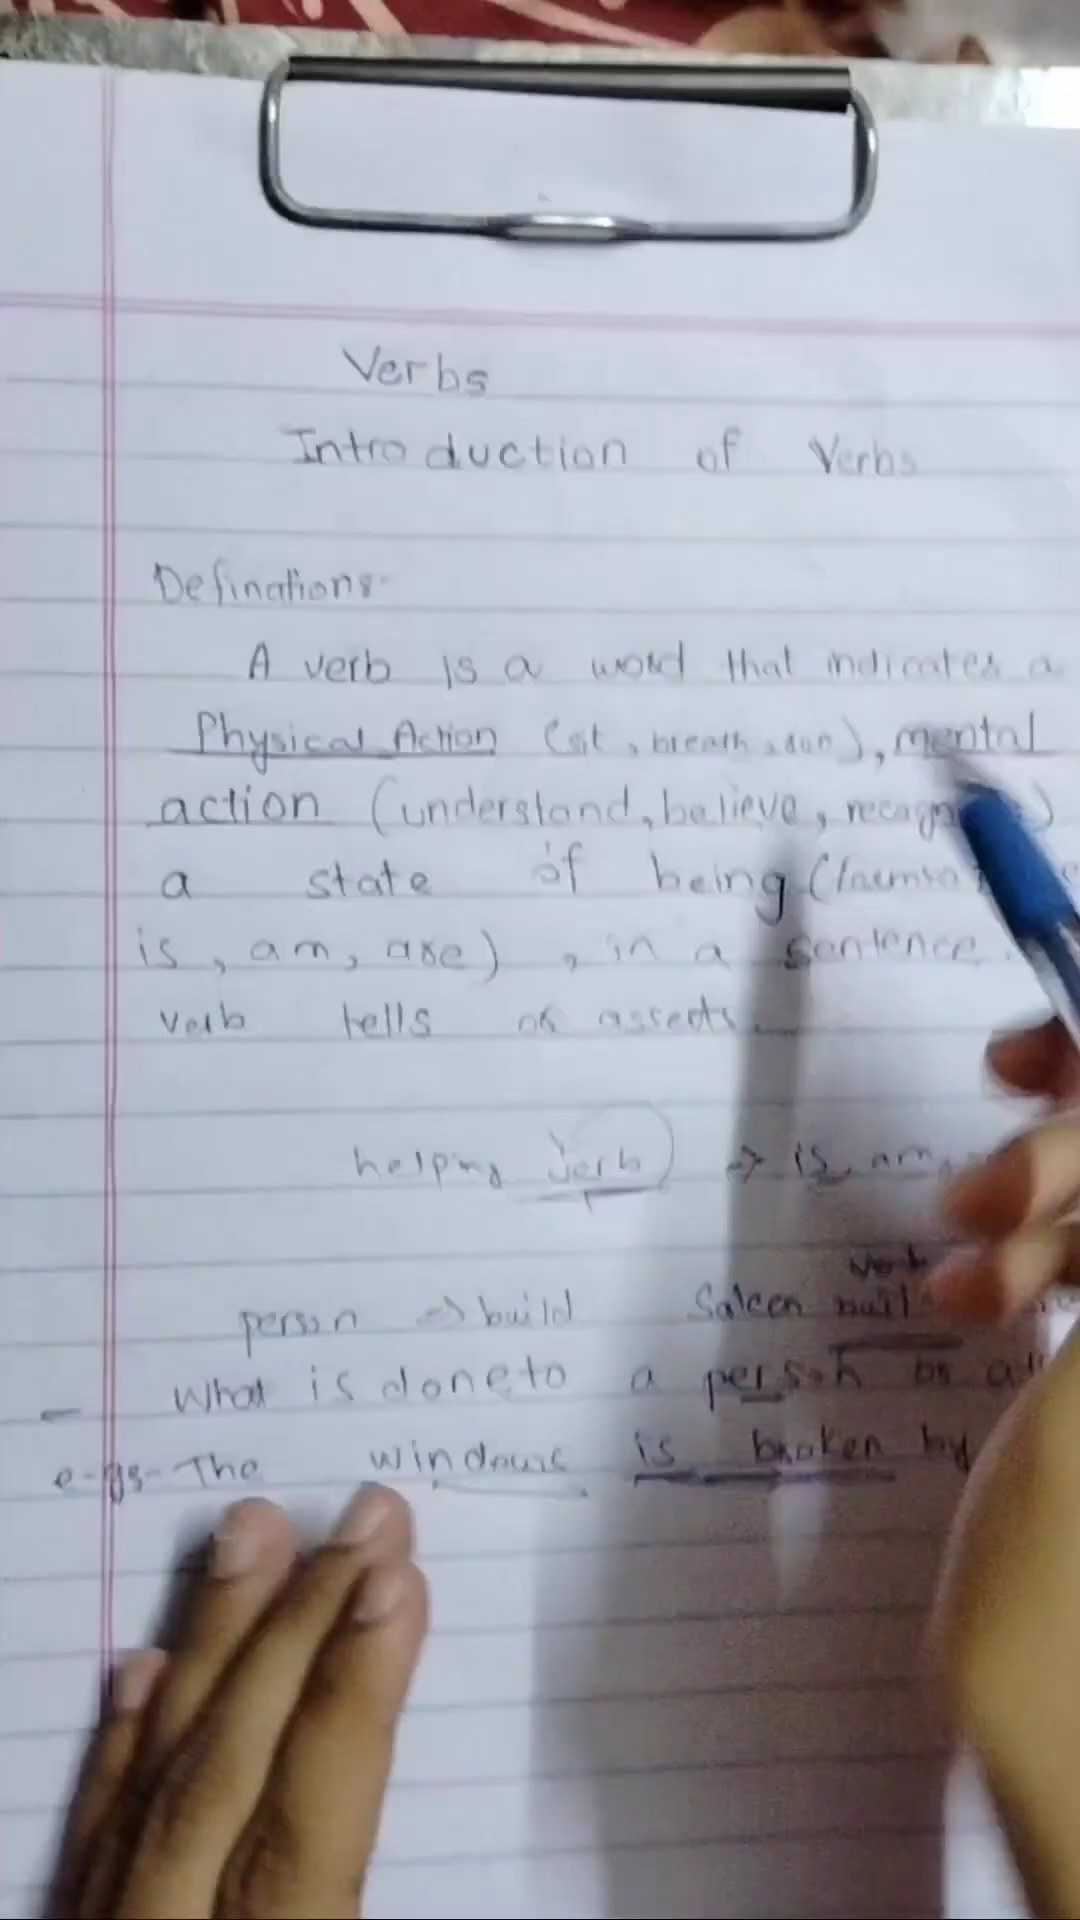 Verbs
Introduction of Verbs
Definations:-
A verb is a word that indicates a
Physical Action (sit, breath, run), mental
action (understand, believe,
a state of being
is, am, are) , in a sentence.
verb tells or asserts.
helping verb → is, am,
verb
person → build Saleen
What is done to a person or a
e-gs- The window is broken by